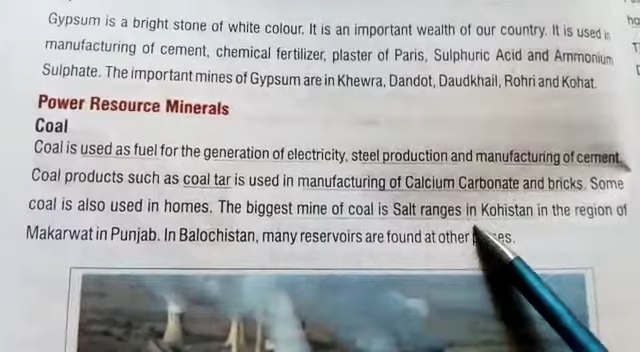 Gypsum is a bright stone of white colour. It is an important wealth of our country. It is used in
manufacturing of cement, chemical fertilizer, plaster of Paris, Sulphuric Acid and Ammonium
Sulphate. The important mines of Gypsum are in Khewra, Dandot, Daudkhail, Rohri and Kohat.
Power Resource Minerals
Coal
Coal is used as fuel for the generation of electricity, steel production and manufacturing of cement.
Coal products such as coal tar is used in manufacturing of Calcium Carbonate and bricks. Some
coal is also used in homes. The biggest mine of coal is Salt ranges in Kohistan in the region of
Makarwat in Punjab. In Balochistan, many reservoirs are found at other